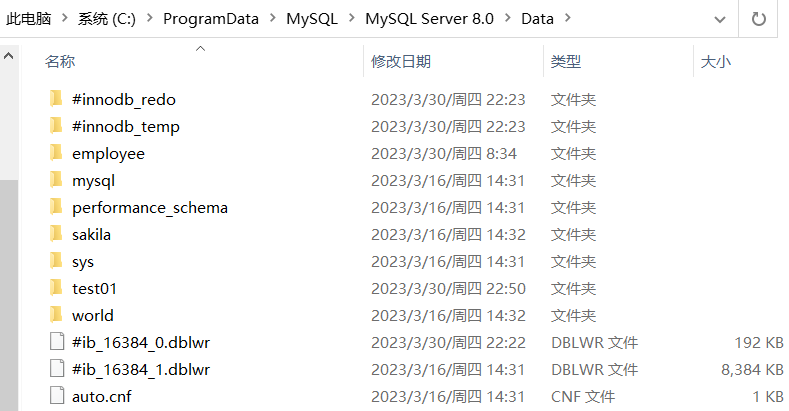 此电脑 > 系统 (C:) > ProgramData > MySQL > MySQL Server 8.0 > Data >
名称 修改日期 类型 大小
#innodb_redo 2023/3/30/周四 22:23 文件夹
#innodb_temp 2023/3/30/周四 22:23 文件夹
employee 2023/3/30/周四 8:34 文件夹
mysql 2023/3/16/周四 14:31 文件夹
performance_schema 2023/3/16/周四 14:31 文件夹
sakila 2023/3/16/周四 14:32 文件夹
sys 2023/3/16/周四 14:31 文件夹
test01 2023/3/30/周四 22:50 文件夹
world 2023/3/16/周四 14:32 文件夹
#ib_16384_0.dblwr 2023/3/30/周四 22:22 DBLWR 文件 192 KB
#ib_16384_1.dblwr 2023/3/16/周四 14:31 DBLWR 文件 8,384 KB
auto.cnf 2023/3/16/周四 14:31 CNF 文件 1 KB